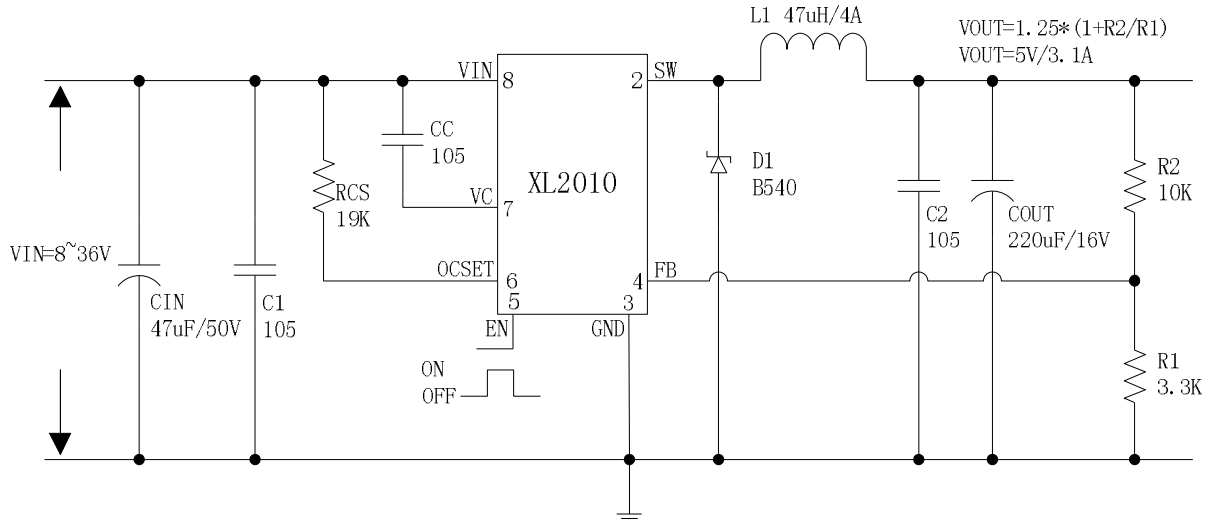 L1 47uH/4A
VOUT=1.25*(1+R2/R1)
VOUT=5V/3.1A
VIN
8
2
SW
CC
105
RCS
19K
VC
7
XL2010
D1
B540
C2
105
COUT
220uF/16V
R2
10K
VIN=8~36V
OCSET
6
4
FB
CIN
47uF/50V
C1
105
5
3
EN
GND
ON
OFF
R1
3.3K